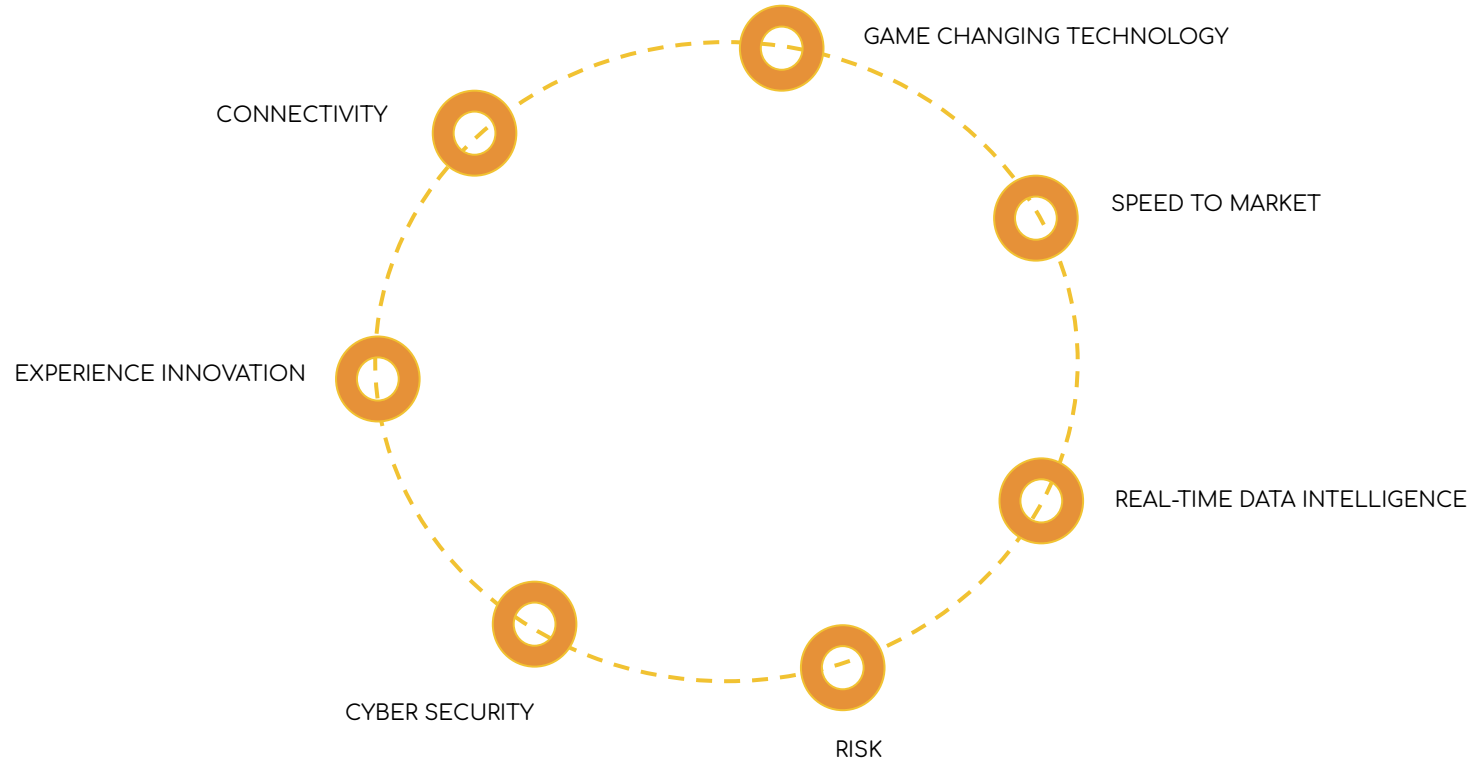 GAME CHANGING TECHNOLOGY
CONNECTIVITY
SPEED TO MARKET
EXPERIENCE INNOVATION
REAL-TIME DATA INTELLIGENCE
CYBER SECURITY
RISK